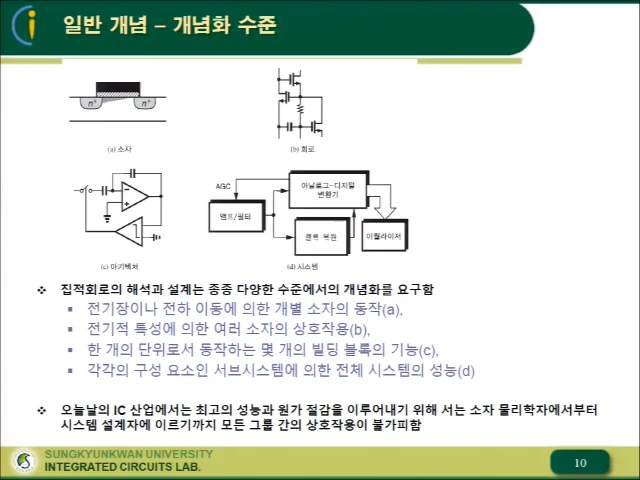 일반 개념 – 개념화 수준
n+ n+
(a) 소자
(b) 회로
(c) 아키텍처
AGC
아날로그-디지털
변환기
앰프/필터
클록 복원
이퀄라이저
(d) 시스템
❖ 집적회로의 해석과 설계는 종종 다양한 수준에서의 개념화를 요구함
▪ 전기장이나 전하 이동에 의한 개별 소자의 동작(a),
▪ 전기적 특성에 의한 여러 소자의 상호작용(b),
▪ 한 개의 단위로서 동작하는 몇 개의 빌딩 블록의 기능(c),
▪ 각각의 구성 요소인 서브시스템에 의한 전체 시스템의 성능(d)
❖ 오늘날의 IC 산업에서는 최고의 성능과 원가 절감을 이루어내기 위해 서는 소자 물리학자에서부터
시스템 설계자에 이르기까지 모든 그룹 간의 상호작용이 불가피함
SUNGKYUNKWAN UNIVERSITY
INTEGRATED CIRCUITS LAB.
10